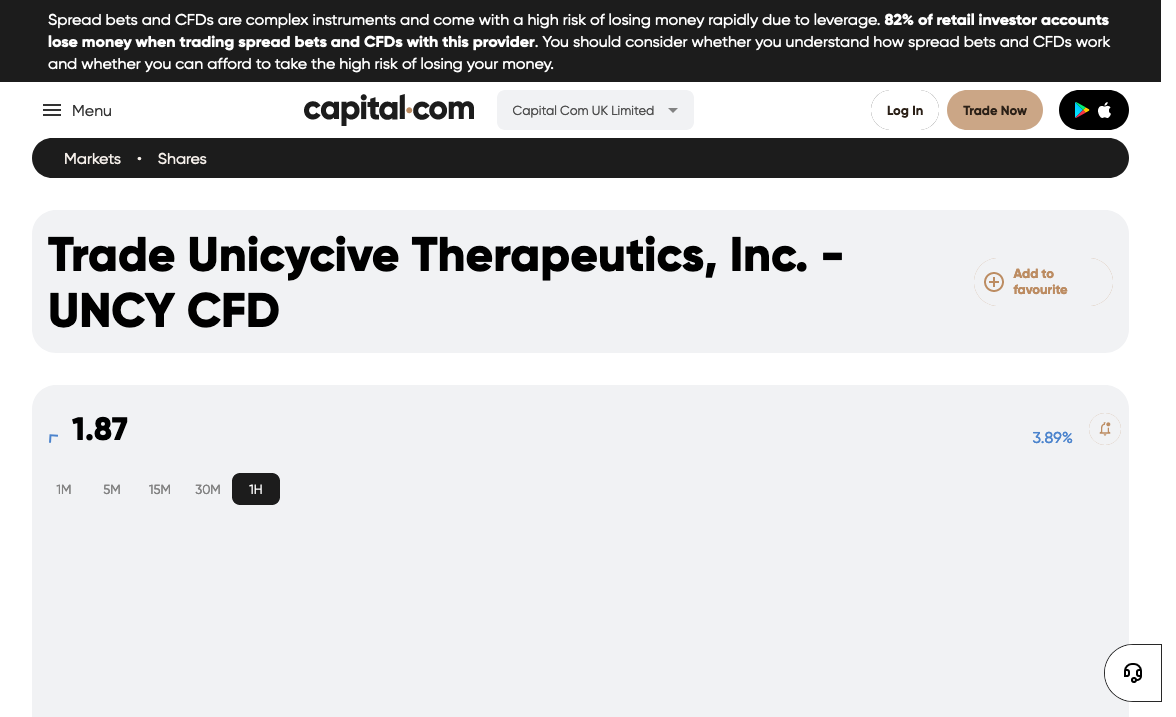 Spread bets and CFDs are complex instruments and come with a high risk of losing money rapidly due to leverage. 82% of retail investor accounts
lose money when trading spread bets and CFDs with this provider. You should consider whether you understand how spread bets and CFDs work
and whether you can afford to take the high risk of losing your money.
Menu
capital.com
Capital Com UK Limited
Log In
Trade Now
Markets • Shares
Trade Unicycive Therapeutics, Inc. -
UNCY CFD
Add to
favourite
1.87
3.89%
1M 5M 15M 30M 1H